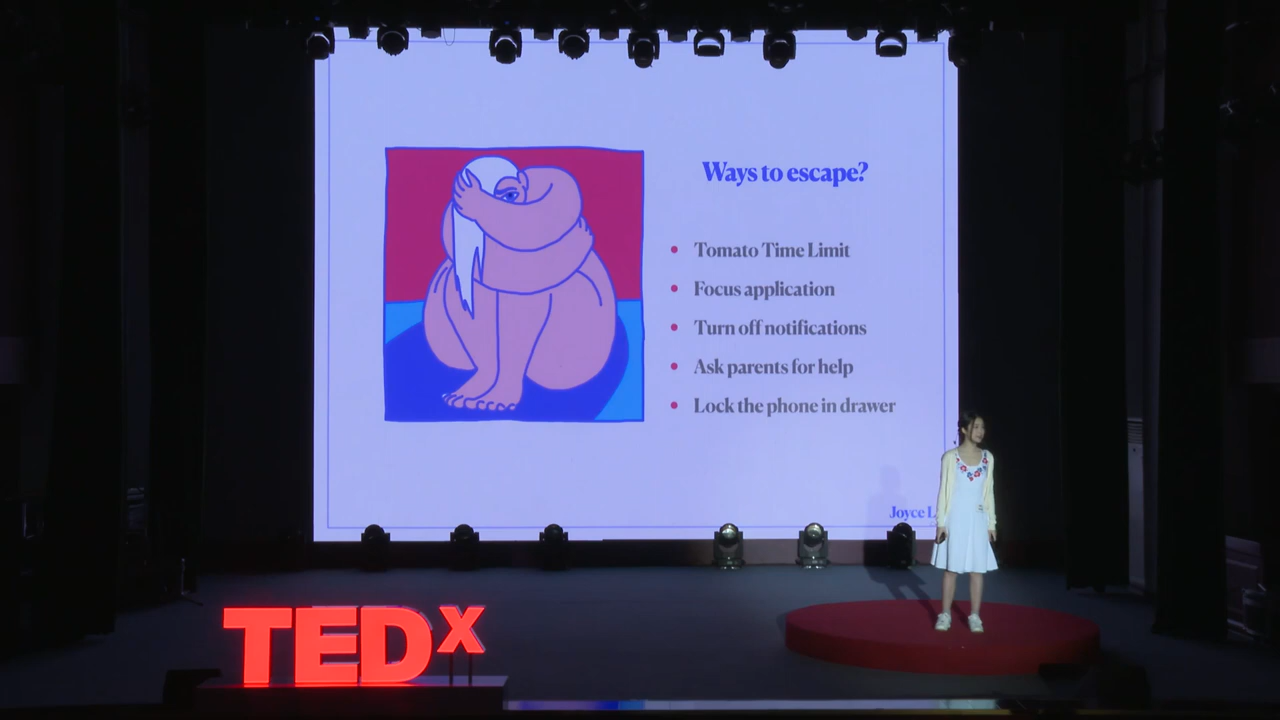 Ways to escape?
Tomato Time Limit
Focus application
Turn off notifications
Ask parents for help
Lock the phone in drawer
Joyce L
TEDx